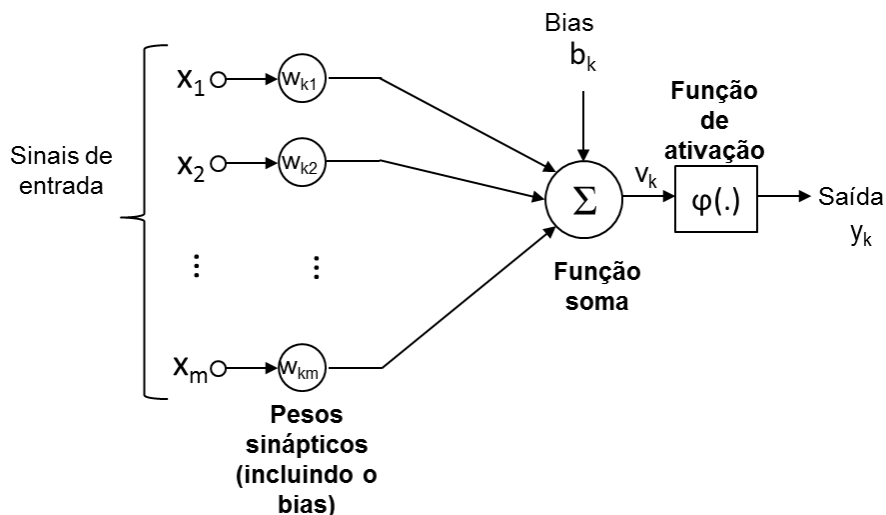 Bias
b_k
Função
de
ativação
Sinais de
entrada
x_1
w_k1
x_2
w_k2
⋮
⋮
x_m
w_km
Σ
Função
soma
v_k
φ(.)
Saída
y_k
Pesos
sinápticos
(incluindo o
bias)